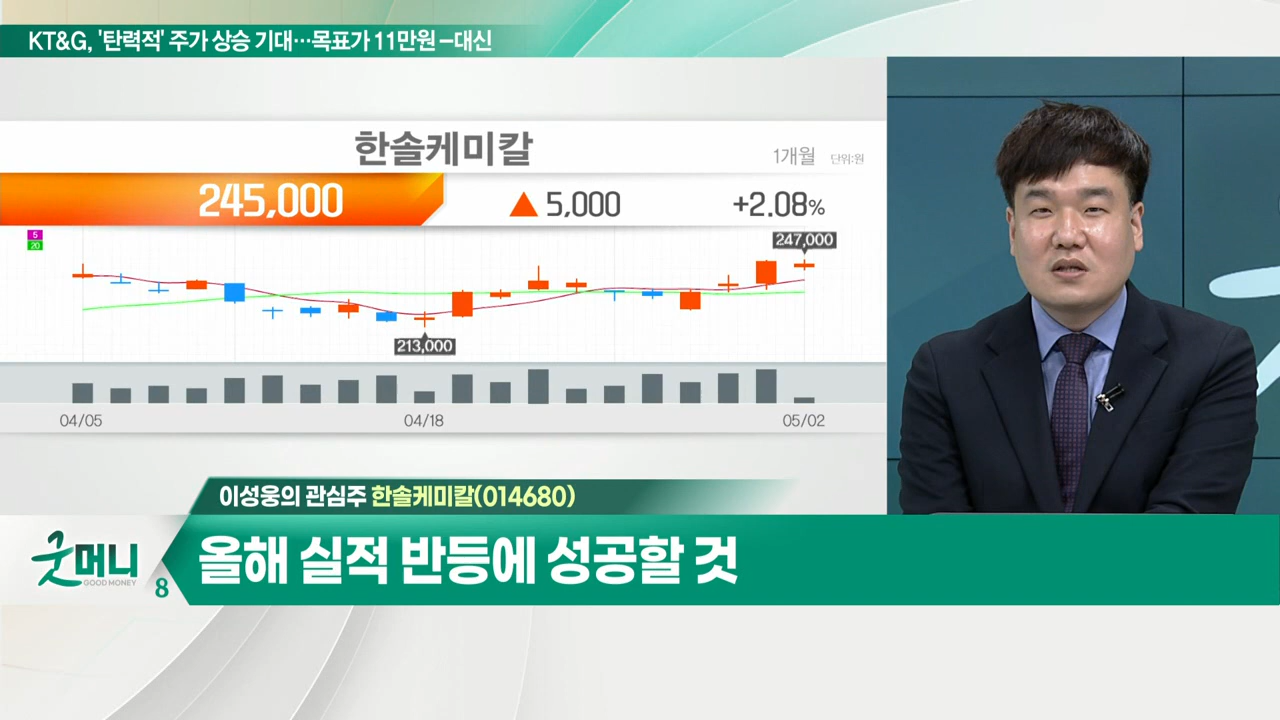 KT&G, '탄력적' 주가 상승 기대…목표가 11만원 –대신
한솔케미칼
1개월 단위:원
245,000 ▲ 5,000 +2.08%
5
20
247,000
213,000
04/05 04/18 05/02
이성웅의 관심주 한솔케미칼(014680)
굿머니
GOOD MONEY
8
올해 실적 반등에 성공할 것